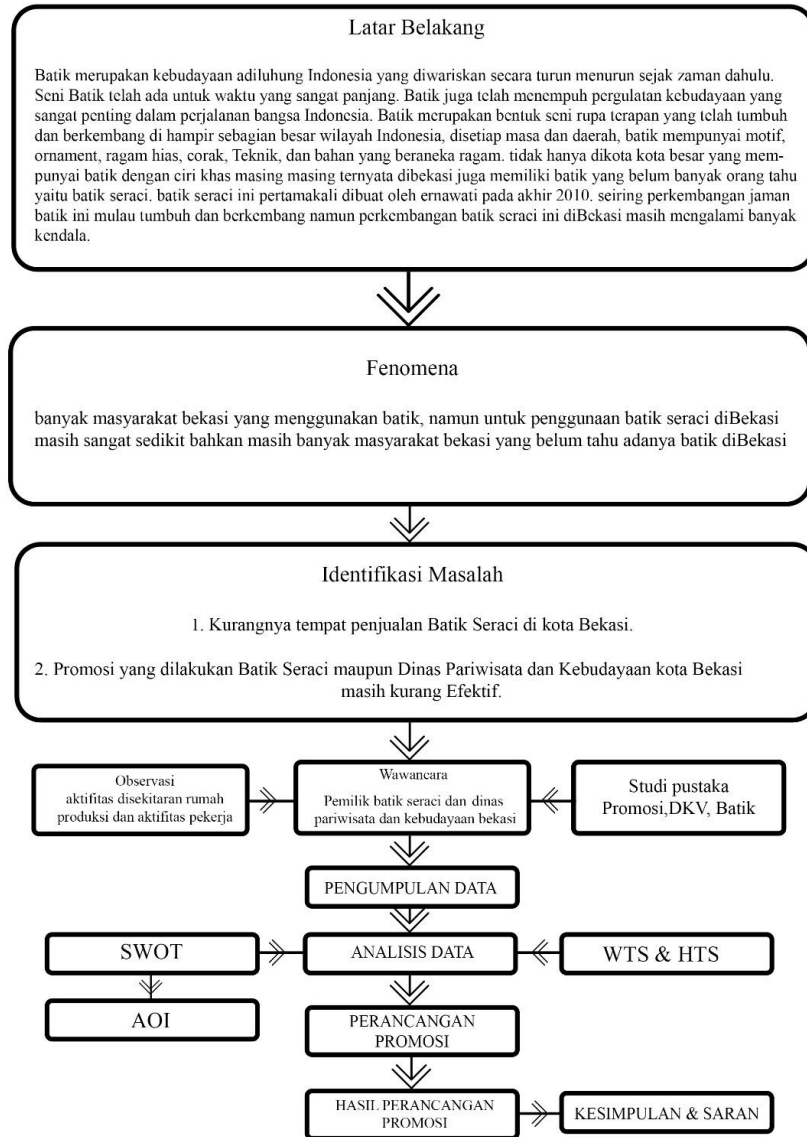 Latar Belakang
Batik merupakan kebudayaan adiluhung Indonesia yang diwariskan secara turun menurun sejak zaman dahulu.
Seni Batik telah ada untuk waktu yang sangat panjang. Batik juga telah menempuh pergulatan kebudayaan yang
sangat penting dalam perjalanan bangsa Indonesia. Batik merupakan bentuk seni rupa terapan yang telah tumbuh
dan berkembang di hampir sebagian besar wilayah Indonesia, disetiap masa dan daerah, batik mempunyai motif,
ornament, ragam hias, corak, Teknik, dan bahan yang beraneka ragam. tidak hanya dikota kota besar yang mem-
punyai batik dengan ciri khas masing masing ternyata dibekasi juga memiliki batik yang belum banyak orang tahu
yaitu batik seraci. batik seraci ini pertamakali dibuat oleh ernawati pada akhir 2010. seiring perkembangan jaman
batik ini mulau tumbuh dan berkembang namun perkembangan batik seraci ini diBekasi masih mengalami banyak
kendala.
Fenomena
banyak masyarakat bekasi yang menggunakan batik, namun untuk penggunaan batik seraci diBekasi
masih sangat sedikit bahkan masih banyak masyarakat bekasi yang belum tahu adanya batik diBekasi
Identifikasi Masalah
1. Kurangnya tempat penjualan Batik Seraci di kota Bekasi.
2. Promosi yang dilakukan Batik Seraci maupun Dinas Pariwisata dan Kebudayaan kota Bekasi
masih kurang Efektif.
Observasi
aktifitas disekitaran rumah
produksi dan aktifitas pekerja
Wawancara
Pemilik batik seraci dan dinas
pariwisata dan kebudayaan bekasi
Studi pustaka
Promosi,DKV, Batik
PENGUMPULAN DATA
SWOT
ANALISIS DATA
WTS & HTS
AOI
PERANCANGAN
PROMOSI
HASIL PERANCANGAN
PROMOSI
KESIMPULAN & SARAN